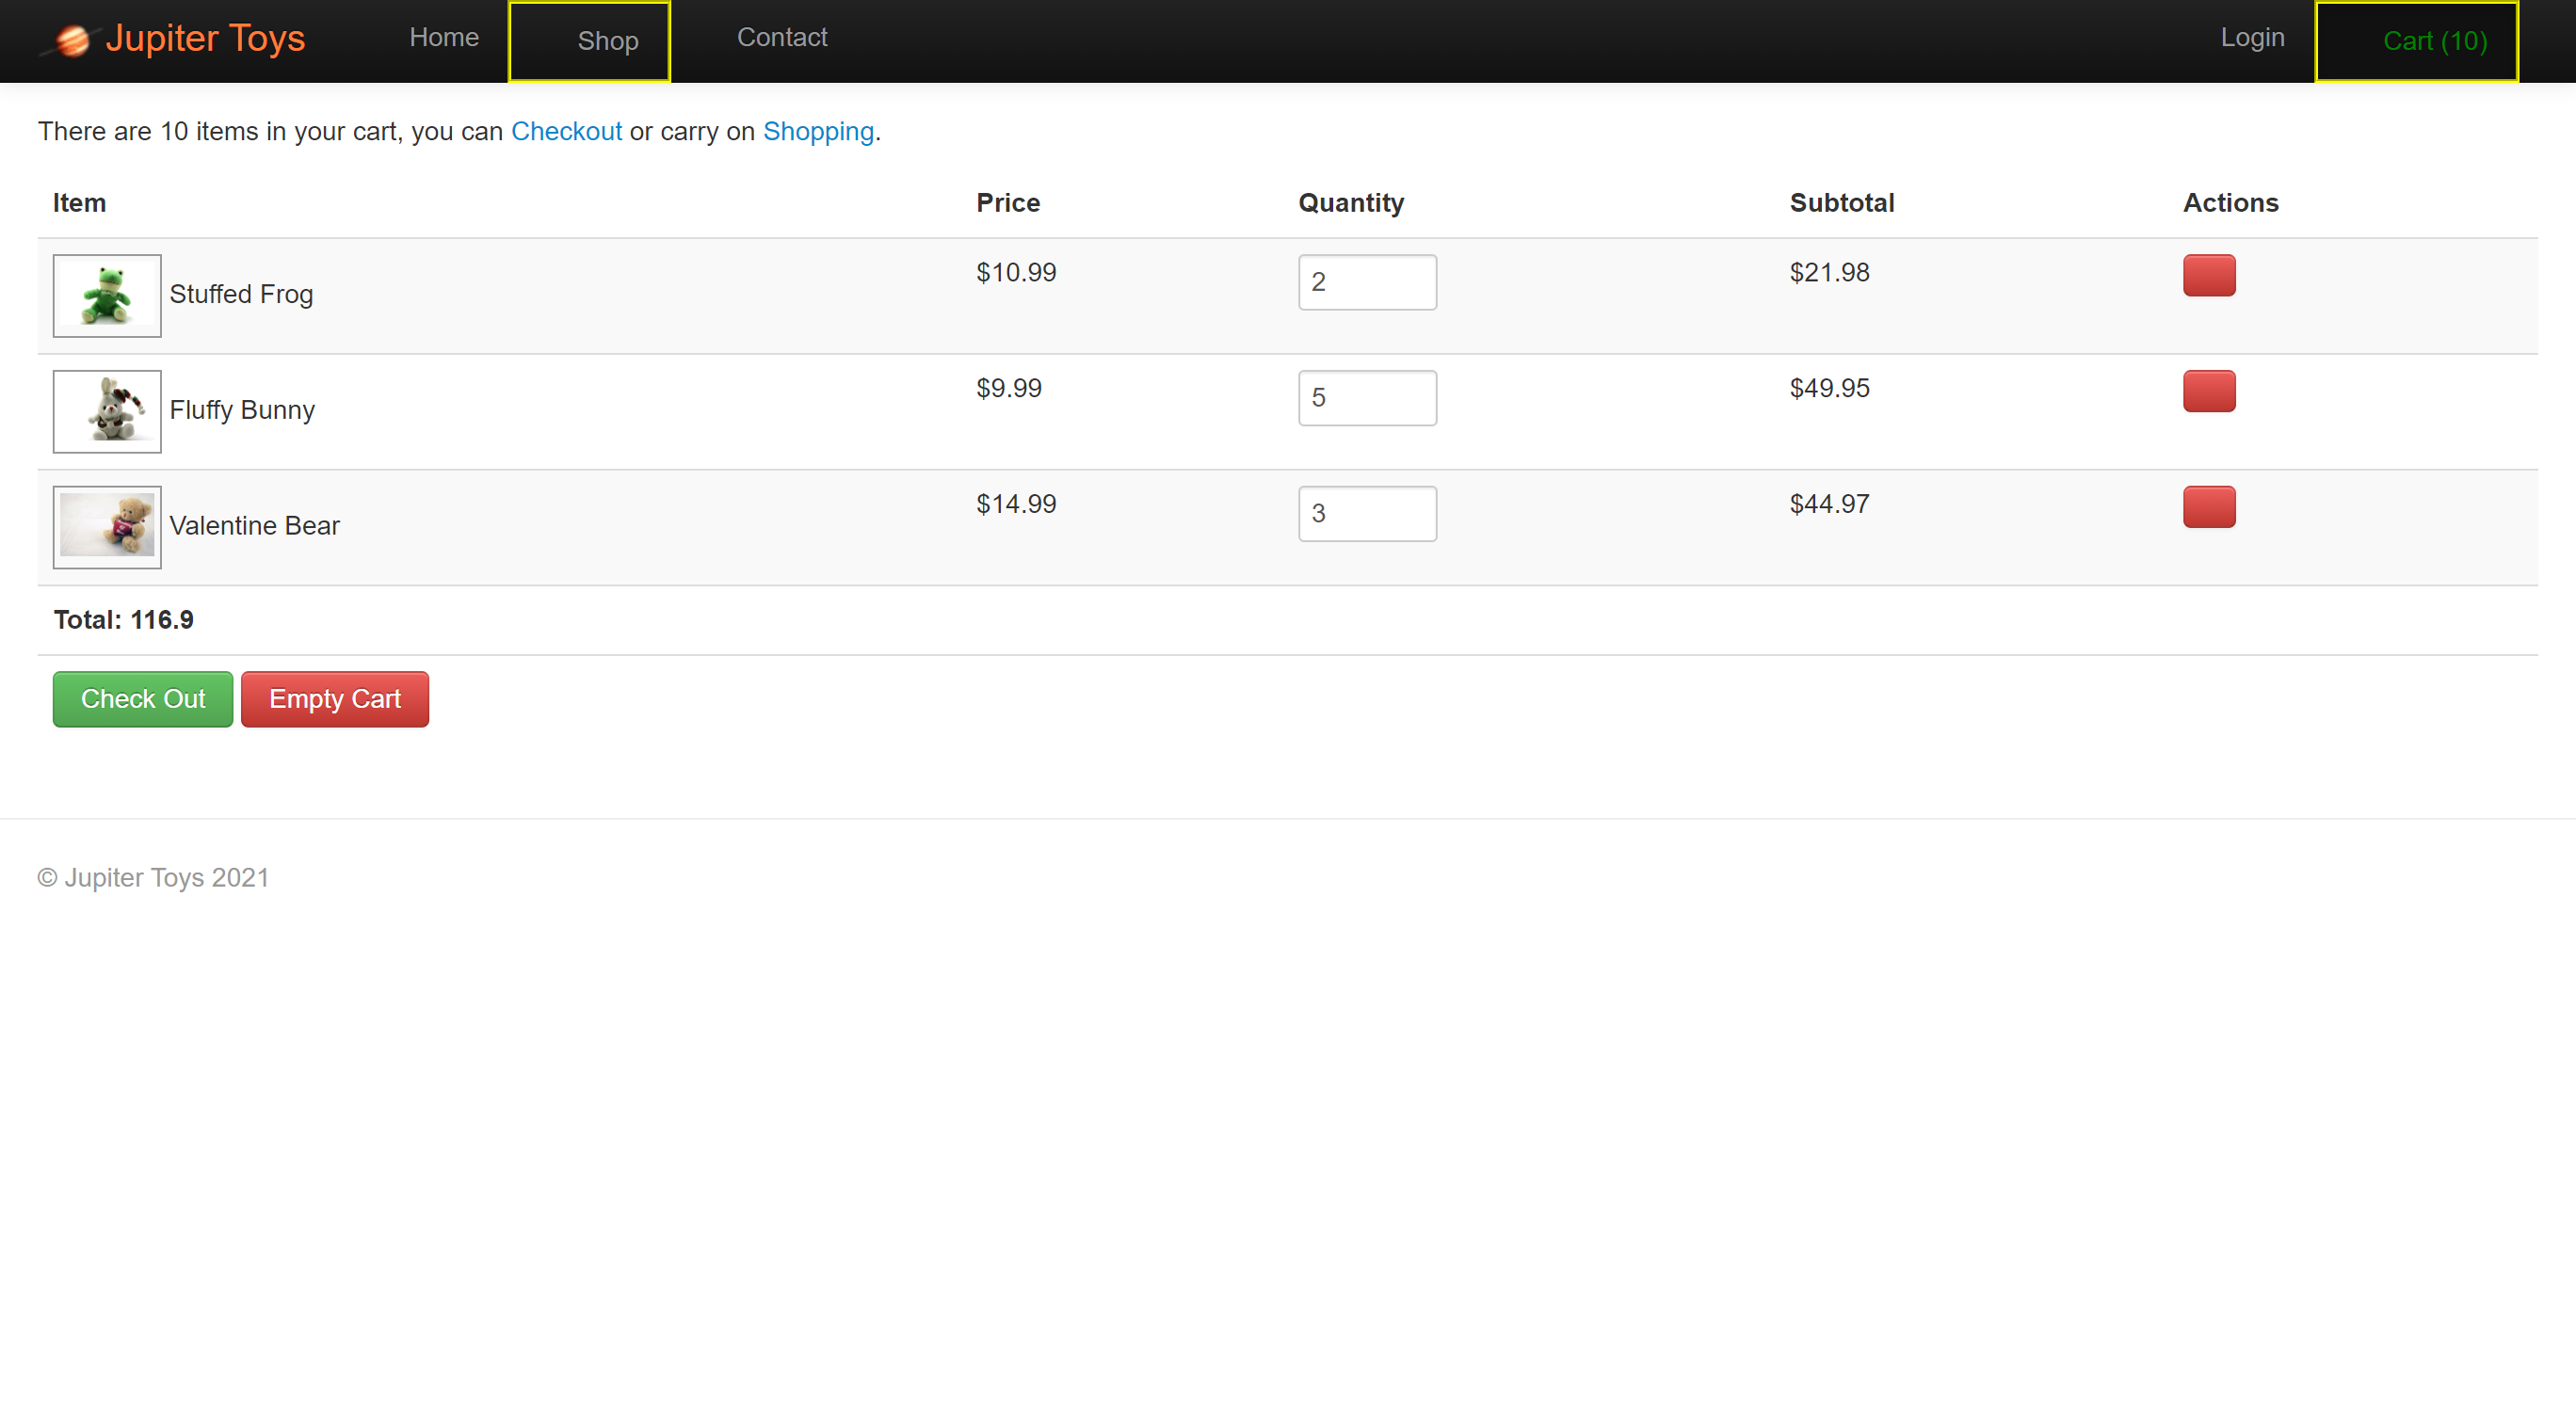 Jupiter Toys Home Shop Contact Login Cart (10)
There are 10 items in your cart, you can Checkout or carry on Shopping.
Item Price Quantity Subtotal Actions
Stuffed Frog $10.99 2 $21.98
Fluffy Bunny $9.99 5 $49.95
Valentine Bear $14.99 3 $44.97
Total: 116.9
Check Out Empty Cart
© Jupiter Toys 2021